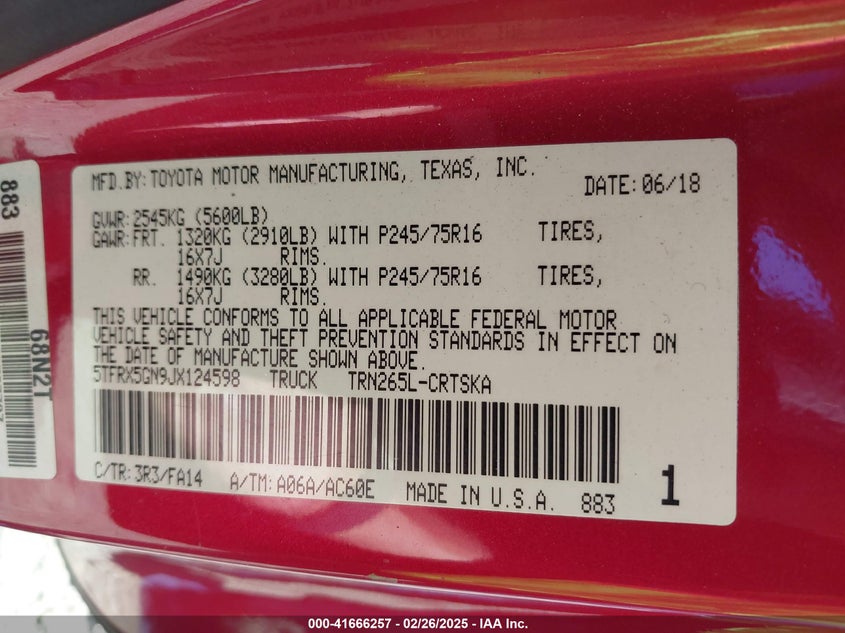 MFD.BY: TOYOTA MOTOR MANUFACTURING, TEXAS, INC. DATE: 06/18
GVWR: 2545KG (5600LB)
GAWR: FRT. 1320KG (2910LB) WITH P245/75R16 TIRES,
16X7J RIMS.
RR. 1490KG (3280LB) WITH P245/75R16 TIRES,
16X7J RIMS.
THIS VEHICLE CONFORMS TO ALL APPLICABLE FEDERAL MOTOR
VEHICLE SAFETY AND THEFT PREVENTION STANDARDS IN EFFECT ON
THE DATE OF MANUFACTURE SHOWN ABOVE.
5TFRX5GN9JX124598 TRUCK TRN265L-CRTSKA
C/TR: 3R3/FA14 A/TM: A06A/AC60E MADE IN U.S.A. 883 1
883
68N2T
000-41666257 - 02/26/2025 - IAA Inc.